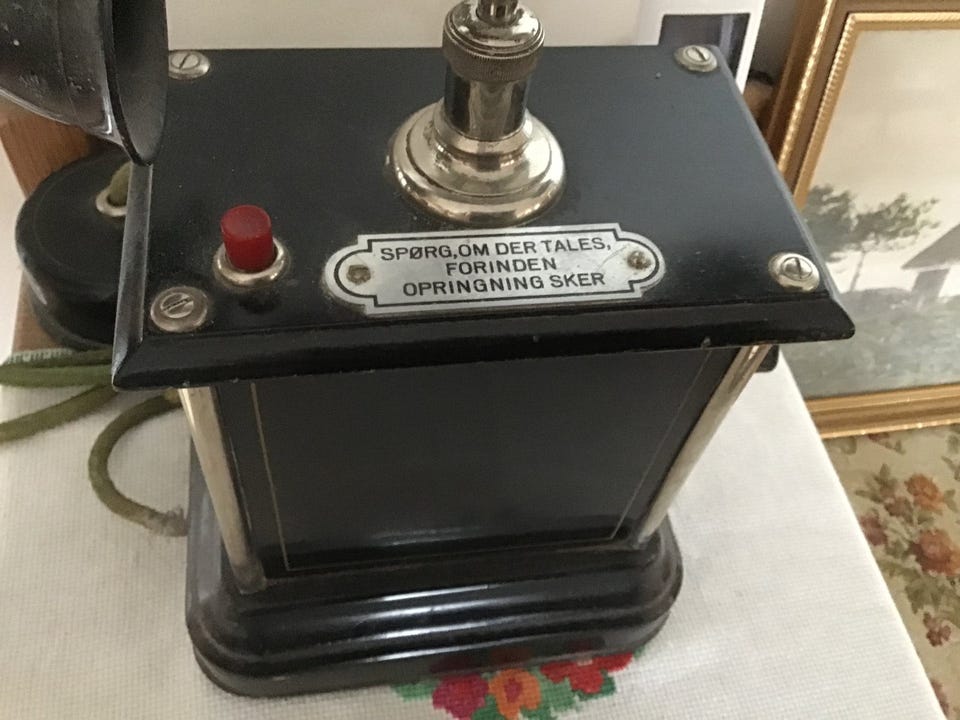 SPØRG,OM DER TALES,
FORINDEN
OPRINGNING SKER